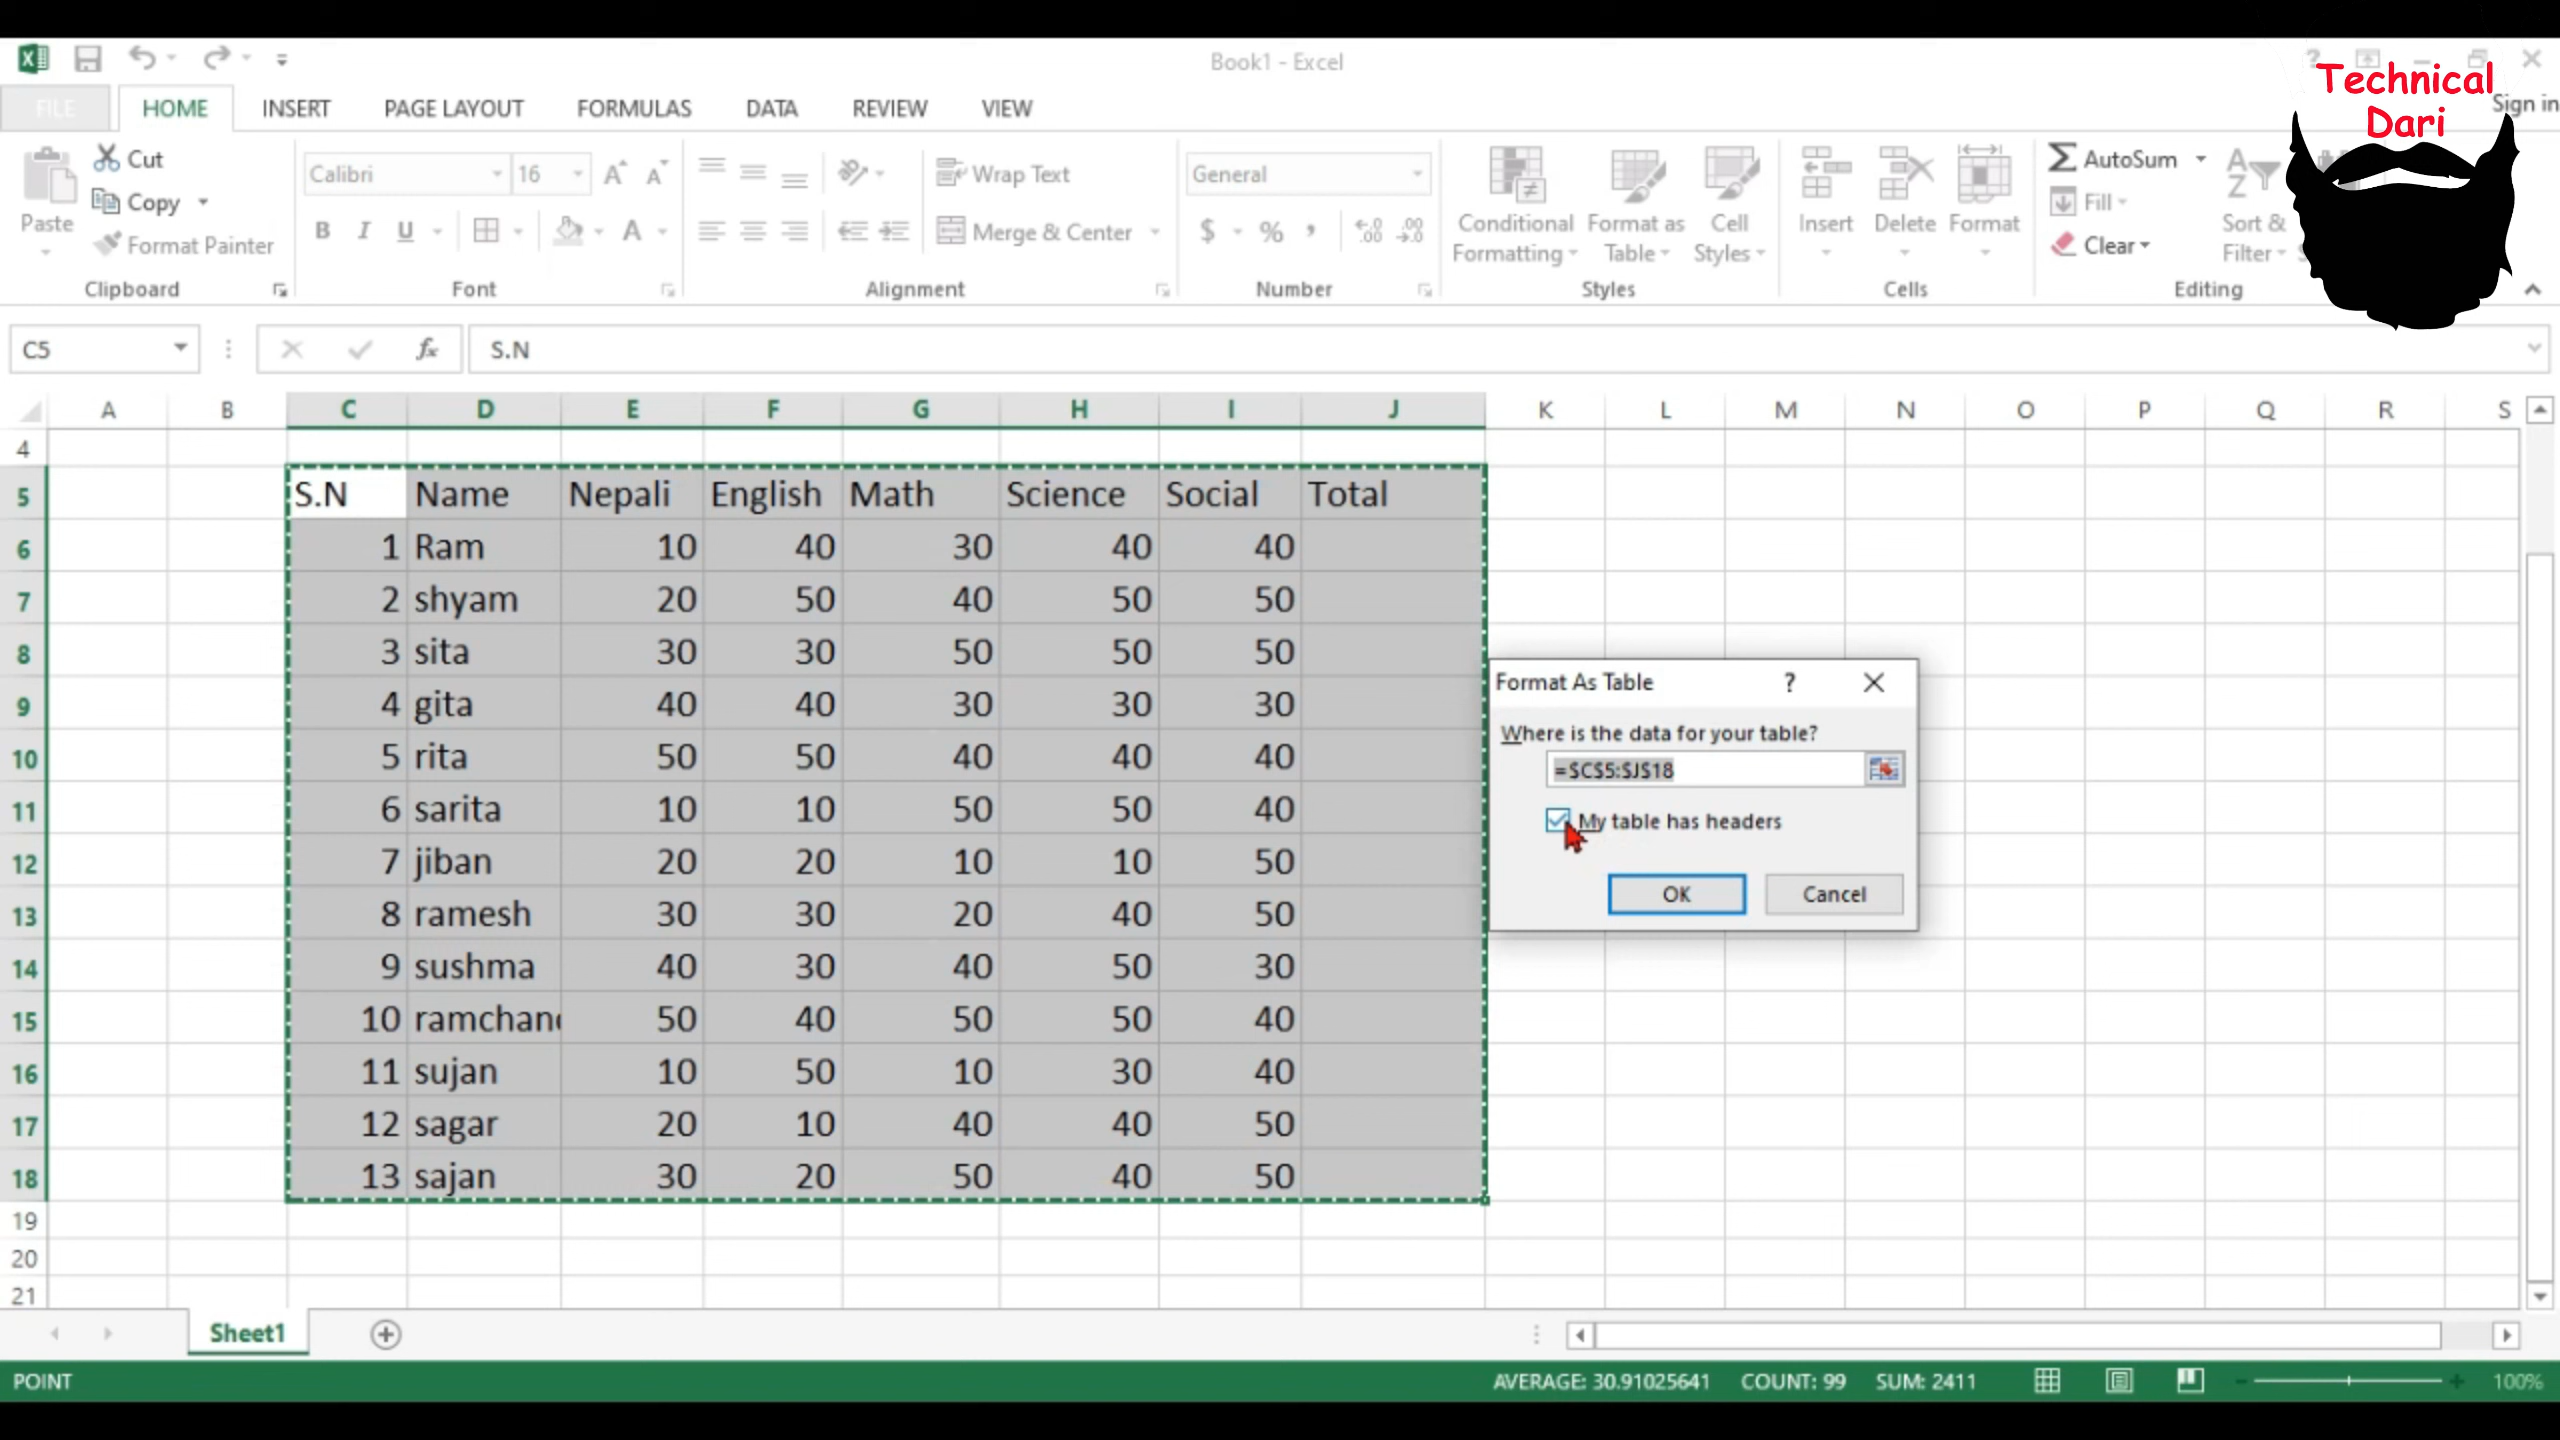 Book1 - Excel
Technical
Dari
Sign in
FILE HOME INSERT PAGE LAYOUT FORMULAS DATA REVIEW VIEW
Paste
Cut
Copy
Format Painter
Clipboard
Calibri 16
B I U
Font
Wrap Text
Merge & Center
Alignment
General
$ % ,
Number
Conditional Formatting
Format as Table
Cell Styles
Styles
Insert Delete Format
Cells
AutoSum
Fill
Clear
Sort &
Filter
Editing
C5 fx S.N
A B C D E F G H I J K L M N O P Q R S
4
5 S.N Name Nepali English Math Science Social Total
6 1 Ram 10 40 30 40 40
7 2 shyam 20 50 40 50 50
8 3 sita 30 30 50 50 50
9 4 gita 40 40 30 30 30
10 5 rita 50 50 40 40 40
11 6 sarita 10 10 50 50 40
12 7 jiban 20 20 10 10 50
13 8 ramesh 30 30 20 40 50
14 9 sushma 40 30 40 50 30
15 10 ramchan 50 40 50 50 40
16 11 sujan 10 50 10 30 40
17 12 sagar 20 10 40 40 50
18 13 sajan 30 20 50 40 50
19
20
21
Format As Table ?
Where is the data for your table?
=$C$5:$J$18
My table has headers
OK Cancel
Sheet1
POINT AVERAGE: 30.91025641 COUNT: 99 SUM: 2411 100%